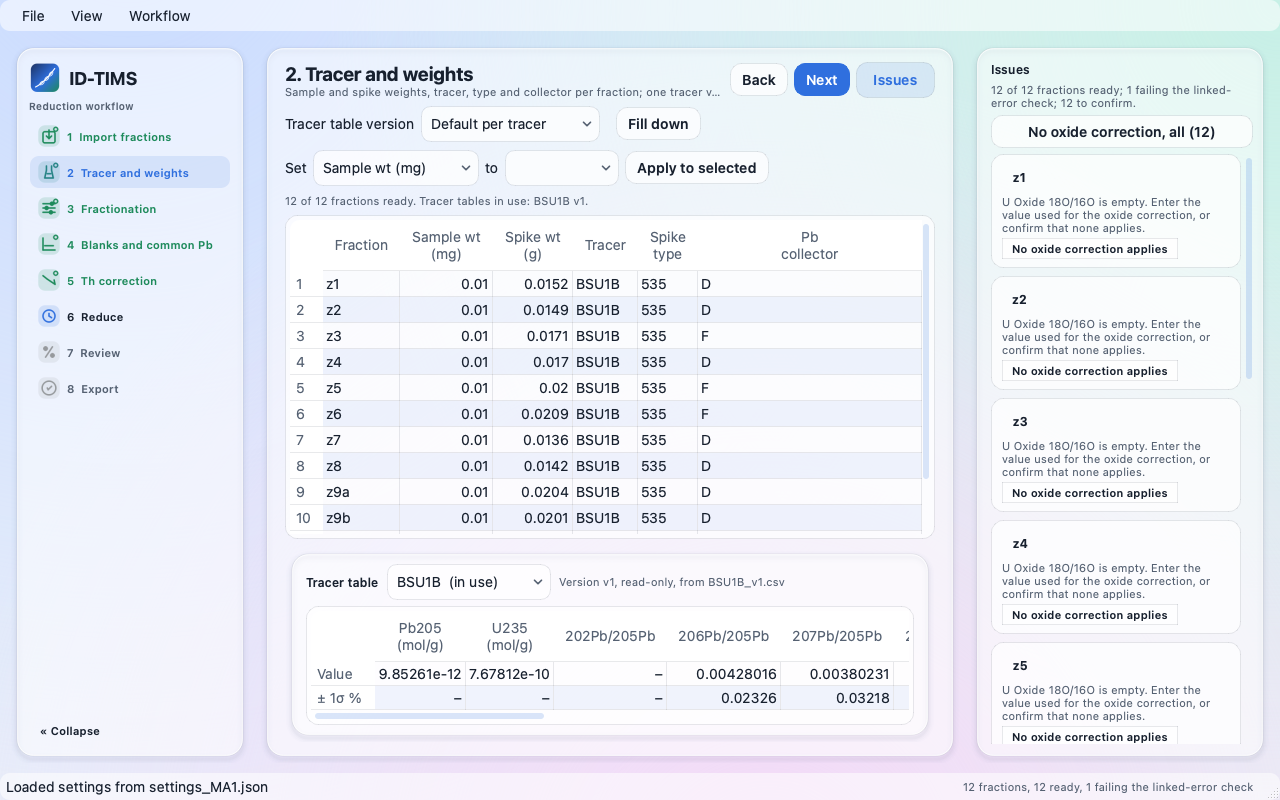 File View Workflow
ID-TIMS
Reduction workflow
1 Import fractions
2 Tracer and weights
3 Fractionation
4 Blanks and common Pb
5 Th correction
6 Reduce
7 Review
8 Export
« Collapse
2. Tracer and weights
Sample and spike weights, tracer, type and collector per fraction; one tracer v...
Back Next Issues
Tracer table version Default per tracer Fill down
Set Sample wt (mg) to Apply to selected
12 of 12 fractions ready. Tracer tables in use: BSU1B v1.
Fraction Sample wt (mg) Spike wt (g) Tracer Spike type Pb collector
1 z1 0.01 0.0152 BSU1B 535 D
2 z2 0.01 0.0149 BSU1B 535 D
3 z3 0.01 0.0171 BSU1B 535 F
4 z4 0.01 0.017 BSU1B 535 D
5 z5 0.01 0.02 BSU1B 535 F
6 z6 0.01 0.0209 BSU1B 535 F
7 z7 0.01 0.0136 BSU1B 535 D
8 z8 0.01 0.0142 BSU1B 535 D
9 z9a 0.01 0.0204 BSU1B 535 D
10 z9b 0.01 0.0201 BSU1B 535 D
Tracer table BSU1B (in use) Version v1, read-only, from BSU1B_v1.csv
Pb205 (mol/g) U235 (mol/g) 202Pb/205Pb 206Pb/205Pb 207Pb/205Pb
Value 9.85261e-12 7.67812e-10 – 0.00428016 0.00380231
± 1σ % – – – 0.02326 0.03218
Issues
12 of 12 fractions ready; 1 failing the linked-
error check; 12 to confirm.
No oxide correction, all (12)
z1
U Oxide 18O/16O is empty. Enter the
value used for the oxide correction, or
confirm that none applies.
No oxide correction applies
z2
U Oxide 18O/16O is empty. Enter the
value used for the oxide correction, or
confirm that none applies.
No oxide correction applies
z3
U Oxide 18O/16O is empty. Enter the
value used for the oxide correction, or
confirm that none applies.
No oxide correction applies
z4
U Oxide 18O/16O is empty. Enter the
value used for the oxide correction, or
confirm that none applies.
No oxide correction applies
z5
U Oxide 18O/16O is empty. Enter the
value used for the oxide correction, or
confirm that none applies.
No oxide correction applies
Loaded settings from settings_MA1.json
12 fractions, 12 ready, 1 failing the linked-error check